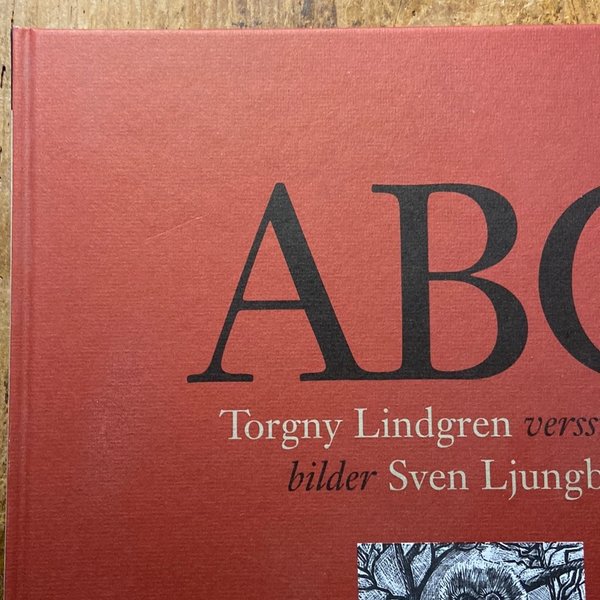 ABC
Torgny Lindgren
bilder Sven